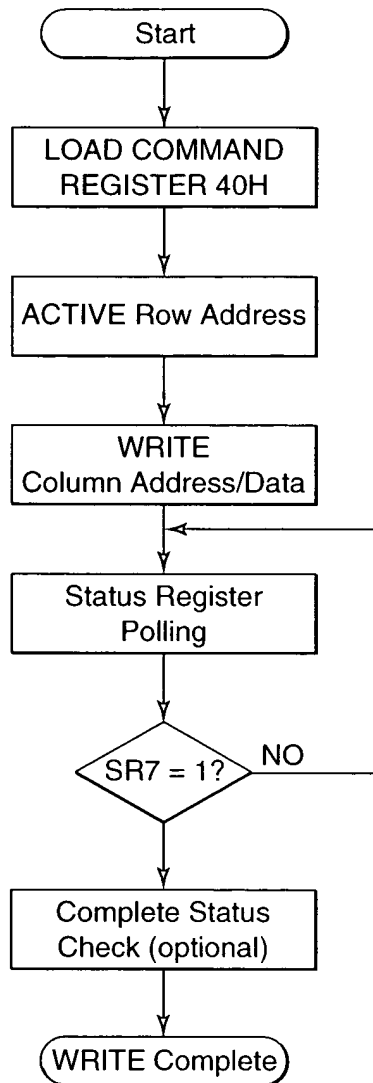 Start
LOAD COMMAND
REGISTER 40H
ACTIVE Row Address
WRITE
Column Address/Data
Status Register
Polling
SR7 = 1?
NO
Complete Status
Check (optional)
WRITE Complete